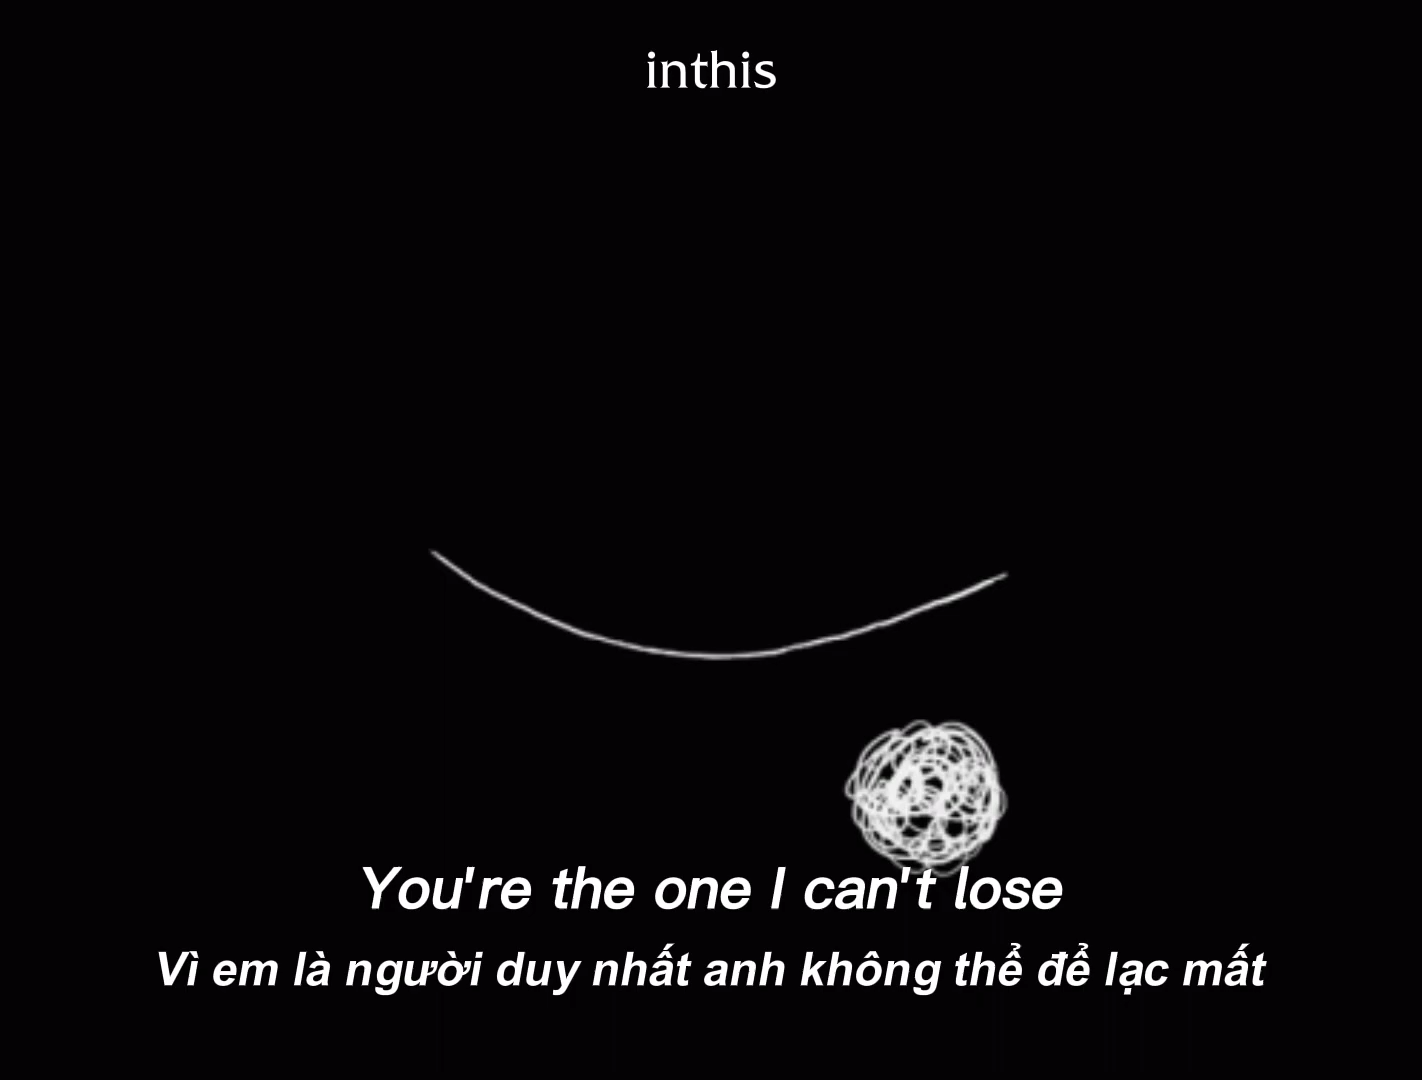 inthis
You're the one I can't lose
Vì em là người duy nhất anh không thể để lạc mất